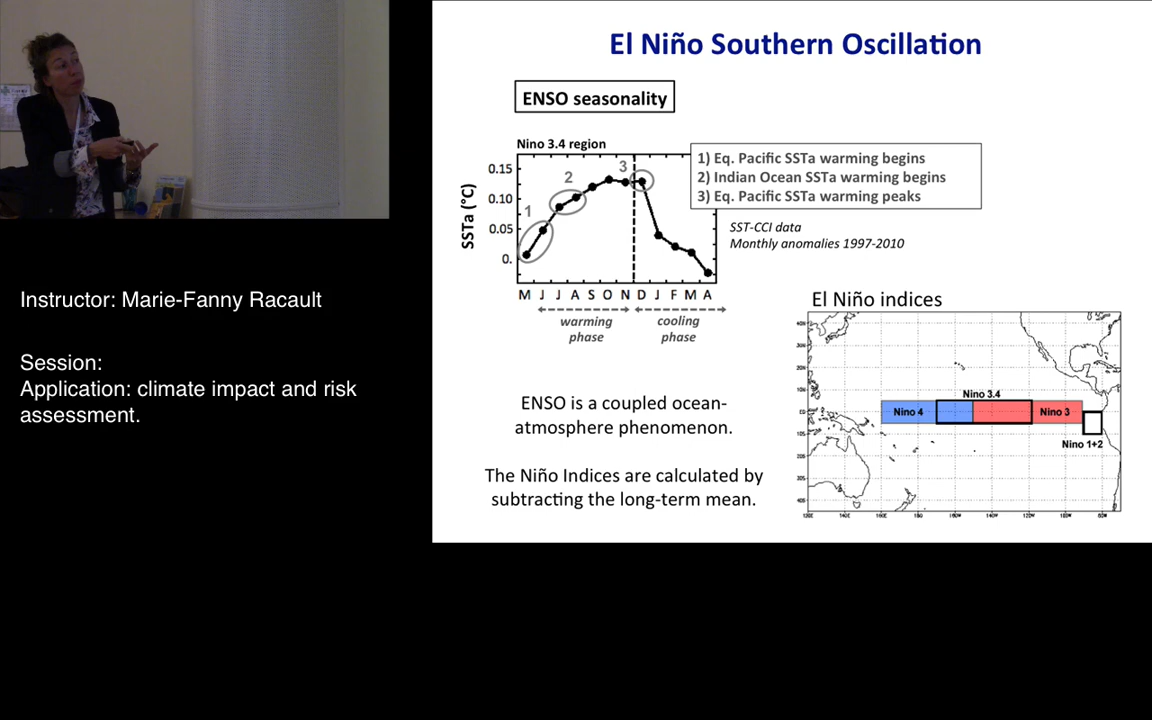 El Niño Southern Oscillation
ENSO seasonality
Nino 3.4 region
SSTa (°C)
0.15
0.10
0.05
0.
1
2
3
M J J A S O N D J F M A
warming phase
cooling phase
1) Eq. Pacific SSTa warming begins
2) Indian Ocean SSTa warming begins
3) Eq. Pacific SSTa warming peaks
SST-CCI data
Monthly anomalies 1997-2010
Instructor: Marie-Fanny Racault
Session:
Application: climate impact and risk
assessment.
ENSO is a coupled ocean-
atmosphere phenomenon.
The Niño Indices are calculated by
subtracting the long-term mean.
El Niño indices
Nino 3.4
Nino 4
Nino 3
Nino 1+2